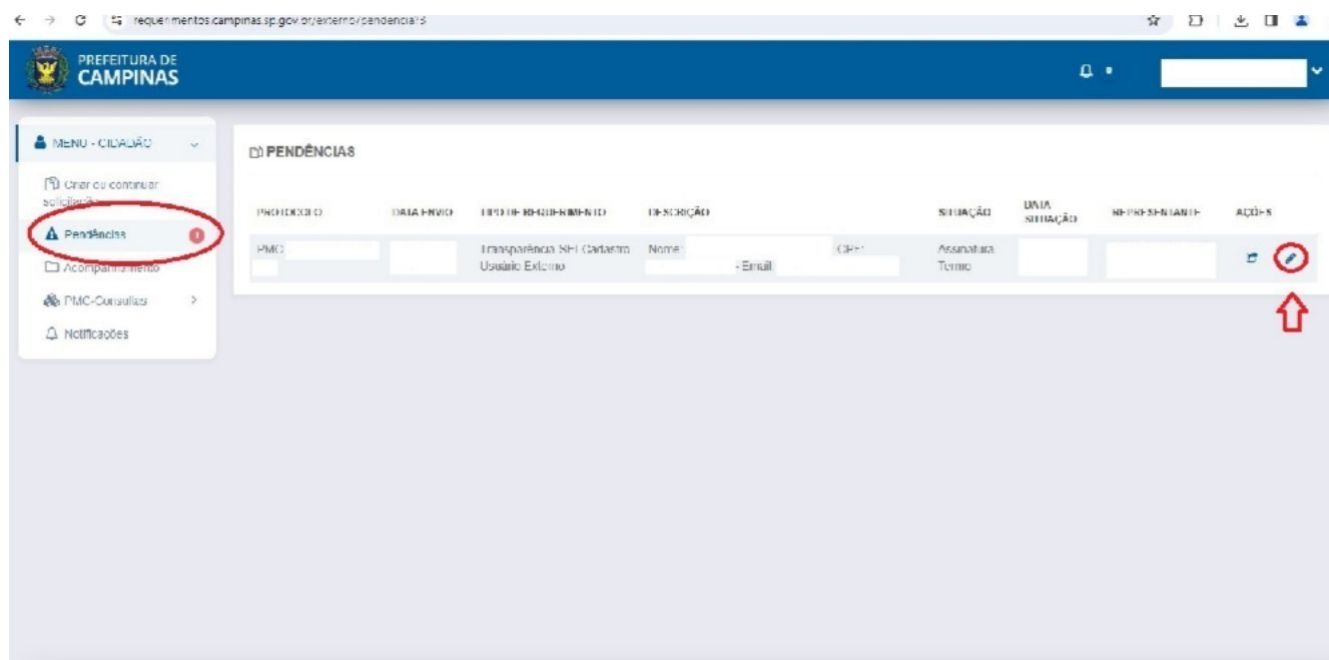 requerimentos.campinas.sp.gov.br/externo/pendencia?3
PREFEITURA DE
CAMPINAS
MENU - CIDADÃO
PENDÊNCIAS
Criar ou continuar
solicitação
PROTOCOLO DATA ENVIO TIPO DE REQUERIMENTO DESCRIÇÃO SITUAÇÃO DATA SITUAÇÃO REPRESENTANTE AÇÕES
Pendências
PMC Transparência SEI-Cadastro Nome: CPF: Assinatura
Usuário Externo - Email Termo
Acompanhamento
PMC-Consultas
Notificações